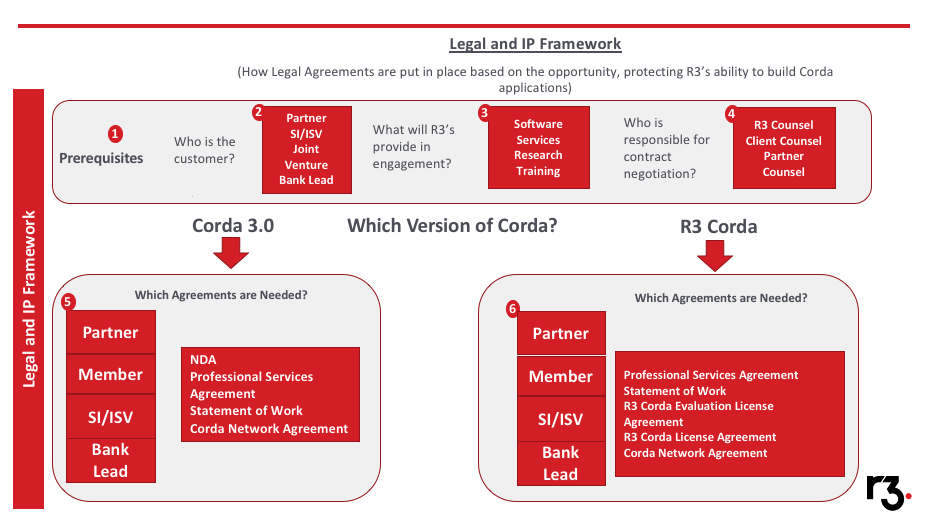 Legal and IP Framework
(How Legal Agreements are put in place based on the opportunity, protecting R3's ability to build Corda
applications)
Legal and IP Framework
1
Prerequisites
Who is the
customer?
2
Partner
SI/ISV
Joint
Venture
Bank Lead
What will R3's
provide in
engagement?
3
Software
Services
Research
Training
Who is
responsible for
contract
negotiation?
4
R3 Counsel
Client Counsel
Partner
Counsel
Corda 3.0
Which Version of Corda?
R3 Corda
5
Which Agreements are Needed?
Partner
Member
SI/ISV
Bank
Lead
NDA
Professional Services
Agreement
Statement of Work
Corda Network Agreement
6
Which Agreements are Needed?
Partner
Member
SI/ISV
Bank
Lead
Professional Services Agreement
Statement of Work
R3 Corda Evaluation License
Agreement
R3 Corda License Agreement
Corda Network Agreement
r3.